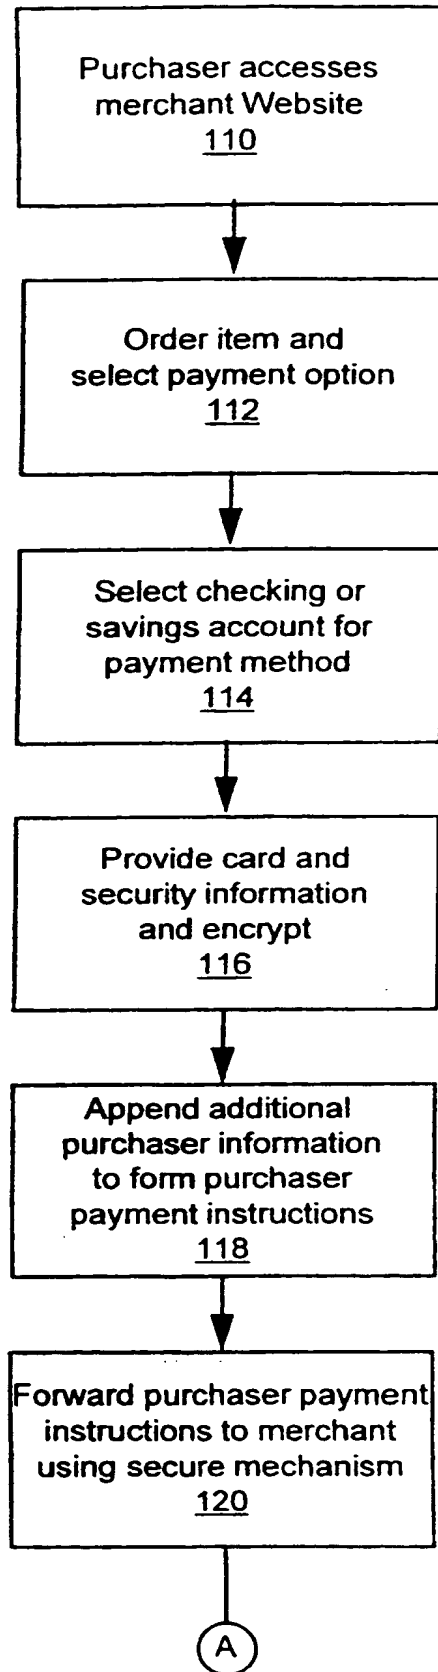 Purchaser accesses
merchant Website
110
Order item and
select payment option
112
Select checking or
savings account for
payment method
114
Provide card and
security information
and encrypt
116
Append additional
purchaser information
to form purchaser
payment instructions
118
Forward purchaser payment
instructions to merchant
using secure mechanism
120
A